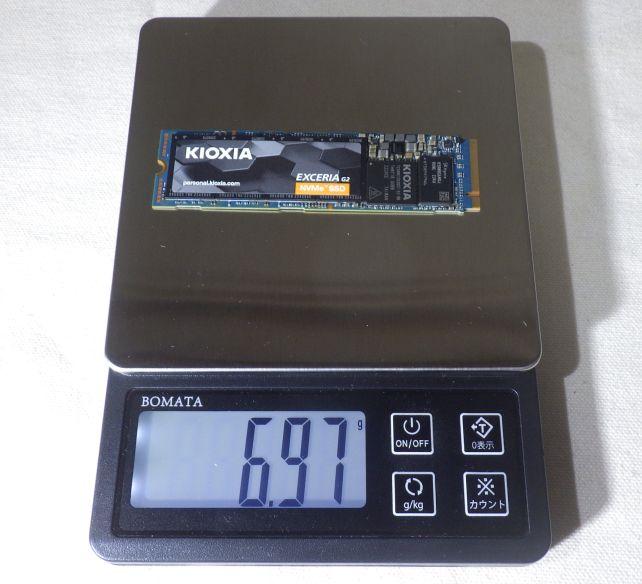 KIOXIA
EXCERIA G2
personal.kioxia.com
NVMe™ SSD
KIOXIA
BOMATA
6.97 g
ON/OFF
T
0表示
g/kg
※
カウント